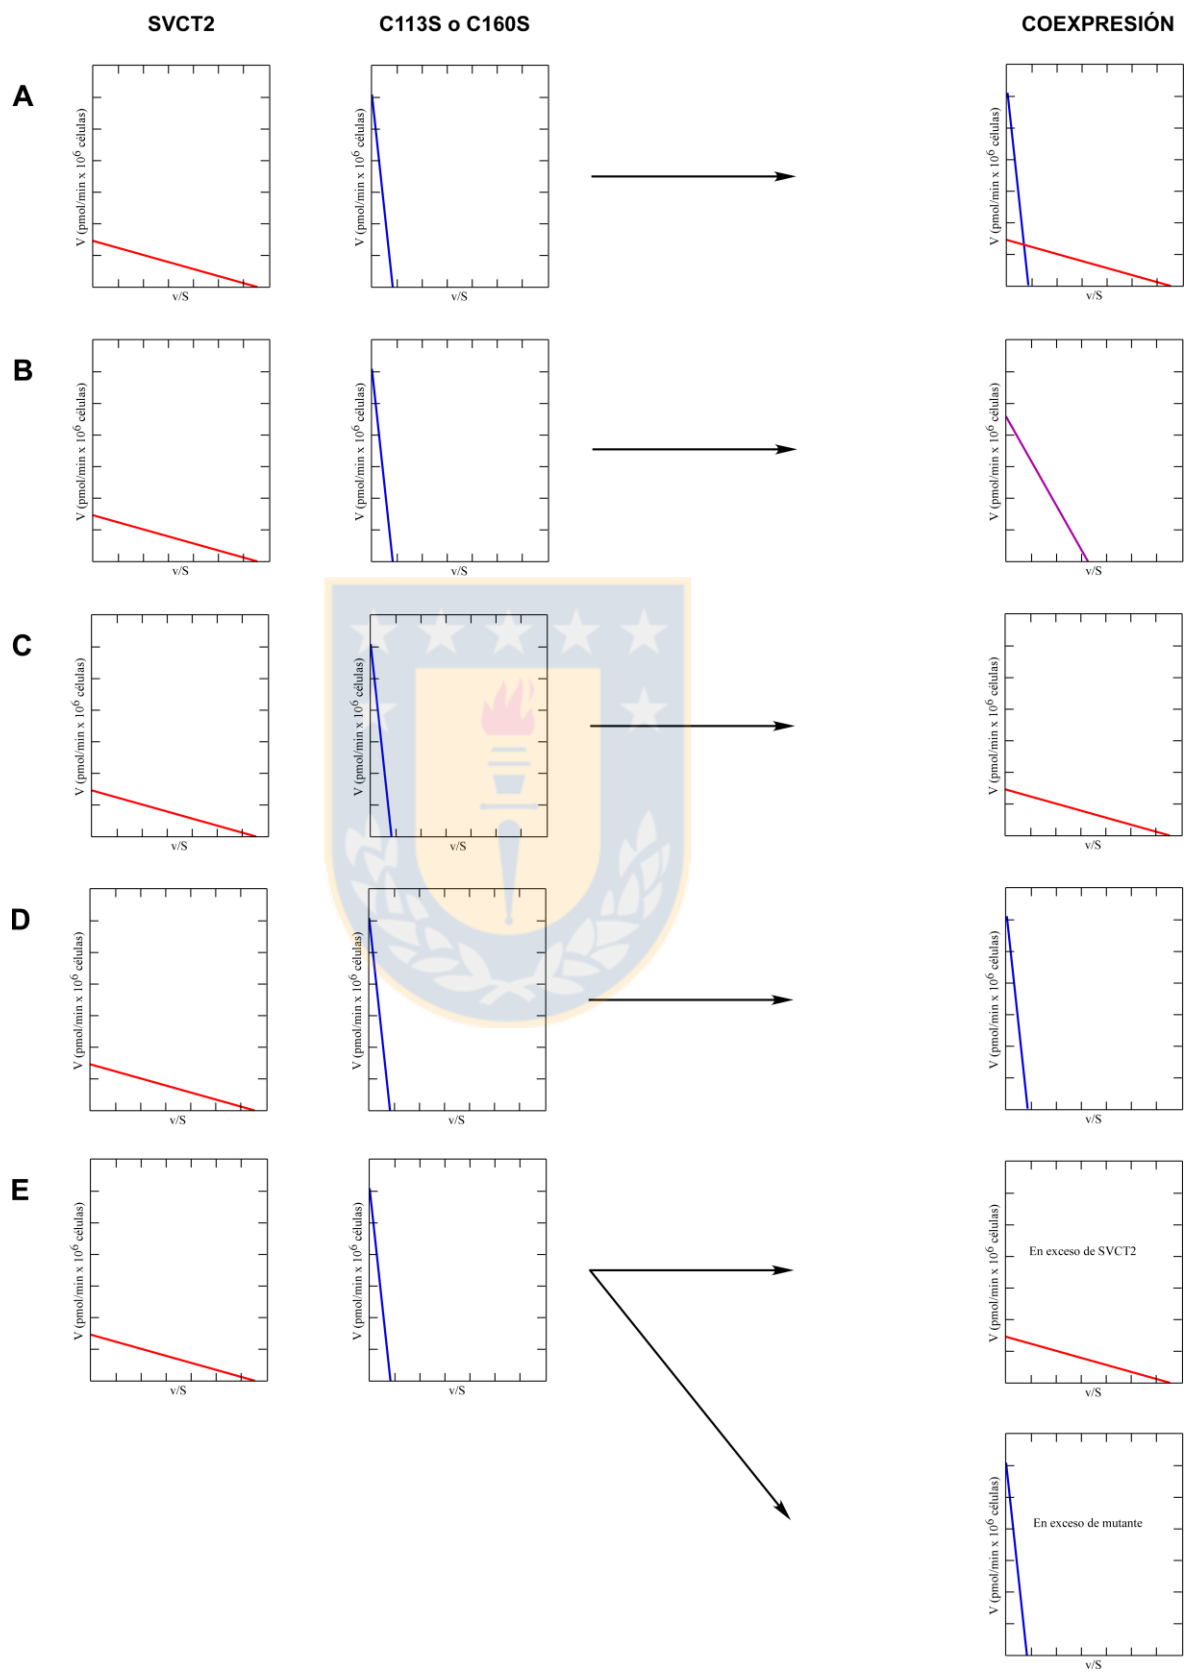 SVCT2 C113S o C160S COEXPRESIÓN
A
V (pmol/min x 10⁶ células)
v/S
V (pmol/min x 10⁶ células)
v/S
V (pmol/min x 10⁶ células)
v/S
B
V (pmol/min x 10⁶ células)
v/S
V (pmol/min x 10⁶ células)
v/S
V (pmol/min x 10⁶ células)
v/S
C
V (pmol/min x 10⁶ células)
v/S
V (pmol/min x 10⁶ células)
v/S
V (pmol/min x 10⁶ células)
v/S
D
V (pmol/min x 10⁶ células)
v/S
V (pmol/min x 10⁶ células)
v/S
V (pmol/min x 10⁶ células)
v/S
E
V (pmol/min x 10⁶ células)
v/S
V (pmol/min x 10⁶ células)
v/S
V (pmol/min x 10⁶ células)
En exceso de SVCT2
v/S
V (pmol/min x 10⁶ células)
En exceso de mutante
v/S